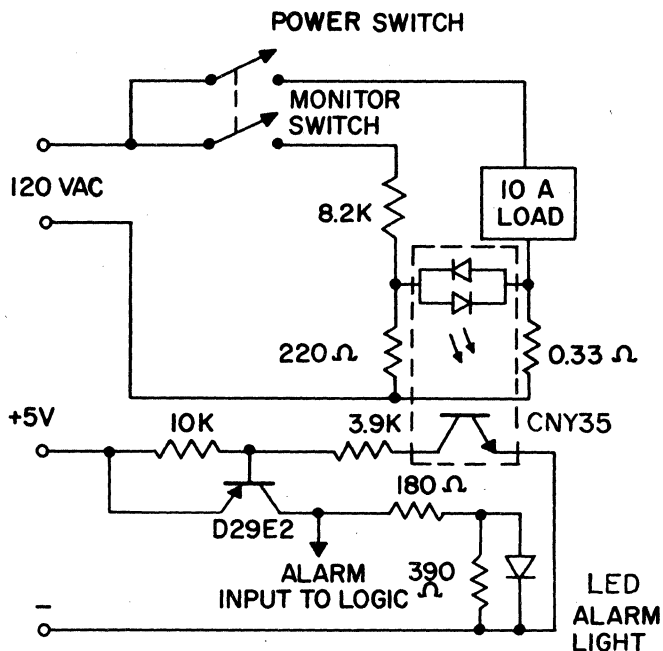 POWER SWITCH
MONITOR
SWITCH
120 VAC
8.2K
10 A
LOAD
220 Ω
0.33 Ω
+5V
10K
3.9K
CNY35
D29E2
180 Ω
ALARM
INPUT TO LOGIC
390
Ω
LED
ALARM
LIGHT
−